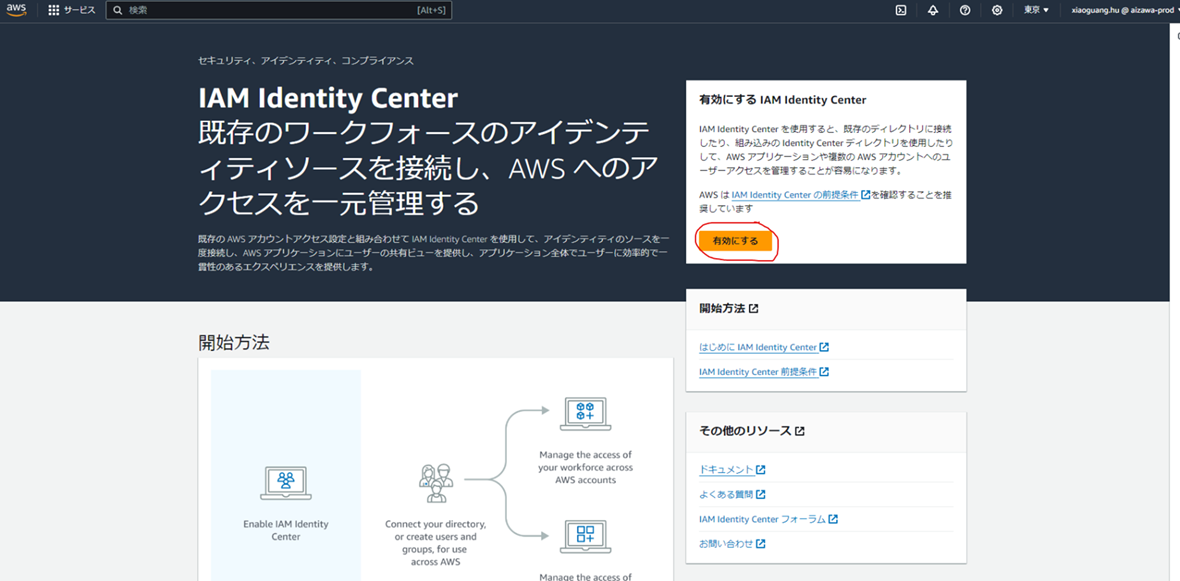 aws
サービス
検索
[Alt+S]
東京 ▼
xiaoguang.hu @ aizawa-prod
セキュリティ、アイデンティティ、コンプライアンス
IAM Identity Center
既存のワークフォースのアイデンテ
ィティソースを接続し、AWS へのア
クセスを一元管理する
既存の AWS アカウントアクセス設定と組み合わせて IAM Identity Center を使用して、アイデンティティのソースを一
度接続し、AWS アプリケーションにユーザーの共有ビューを提供し、アプリケーション全体でユーザーに効率的で一
貫性のあるエクスペリエンスを提供します。
有効にする IAM Identity Center
IAM Identity Center を使用すると、既存のディレクトリに接続
したり、組み込みの Identity Center ディレクトリを使用したり
して、AWS アプリケーションや複数の AWS アカウントへのユ
ーザーアクセスを管理することが容易になります。
AWS は IAM Identity Center の前提条件 を確認することを推
奨しています
有効にする
開始方法
はじめに IAM Identity Center
IAM Identity Center 前提条件
その他のリソース
ドキュメント
よくある質問
IAM Identity Center フォーラム
お問い合わせ
開始方法
Enable IAM Identity
Center
Connect your directory,
or create users and
groups, for use
across AWS
Manage the access of
your workforce across
AWS accounts
Manage the access of